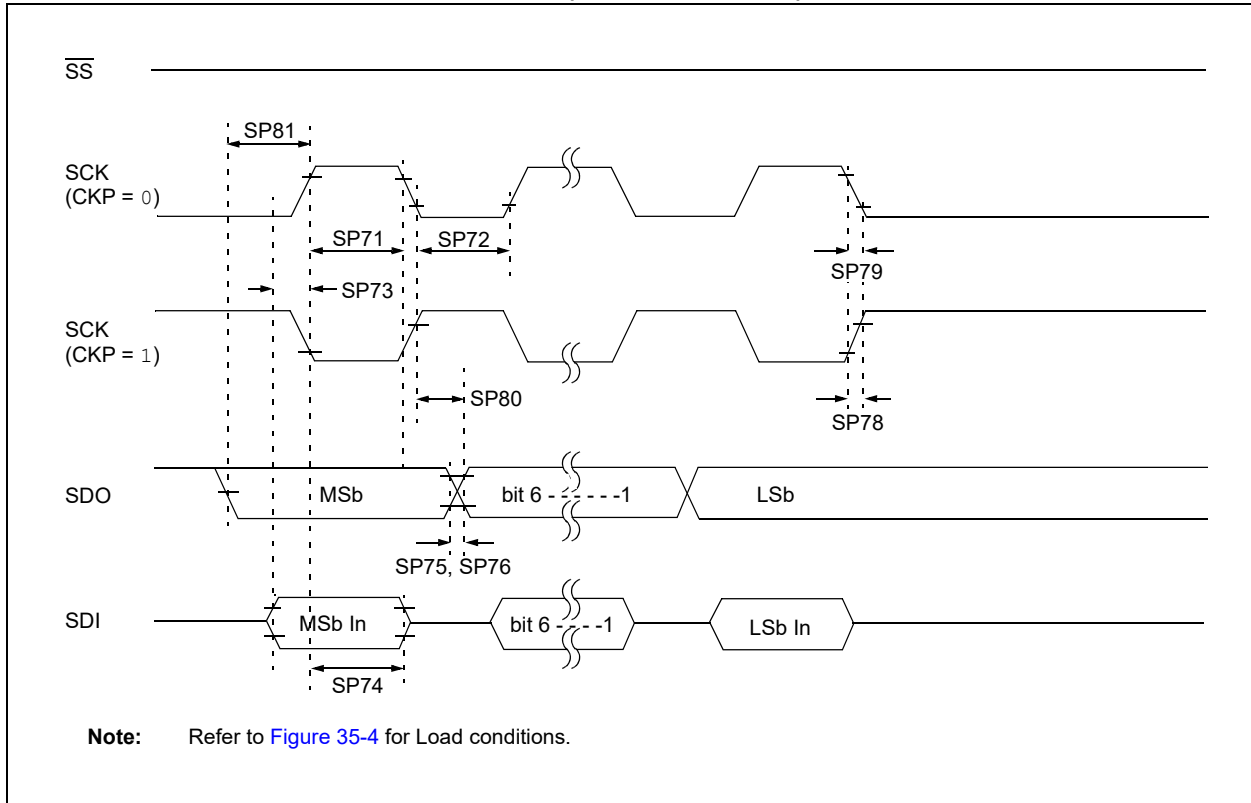 SS
SP81
SCK
(CKP = 0)
SP71
SP72
SP79
SP73
SCK
(CKP = 1)
SP80
SP78
SDO
MSb
bit 6 - - - - - -1
LSb
SP75, SP76
SDI
MSb In
bit 6 - - - -1
LSb In
SP74
Note: Refer to Figure 35-4 for Load conditions.